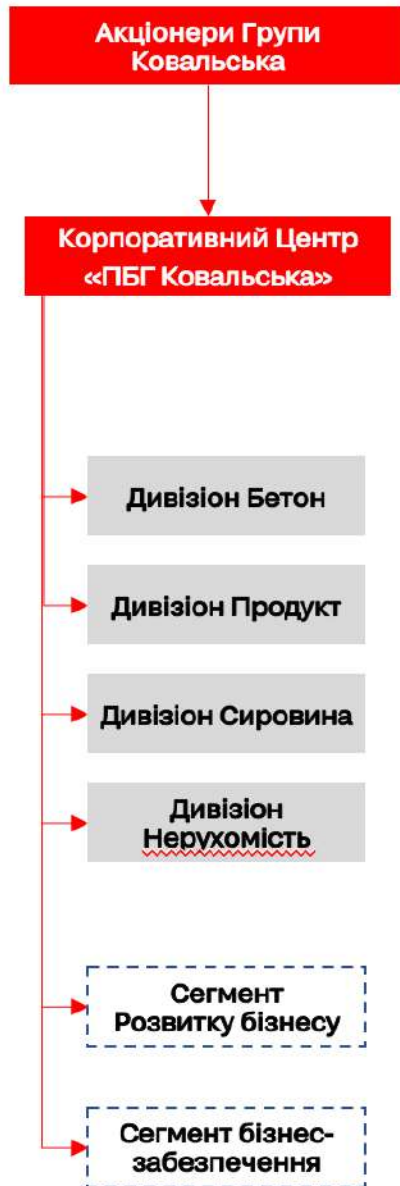 Акціонери Групи
Ковальська
Корпоративний Центр
«ПБГ Ковальська»
Дивізіон Бетон
Дивізіон Продукт
Дивізіон Сировина
Дивізіон
Нерухомість
Сегмент
Розвитку бізнесу
Сегмент бізнес-
забезпечення